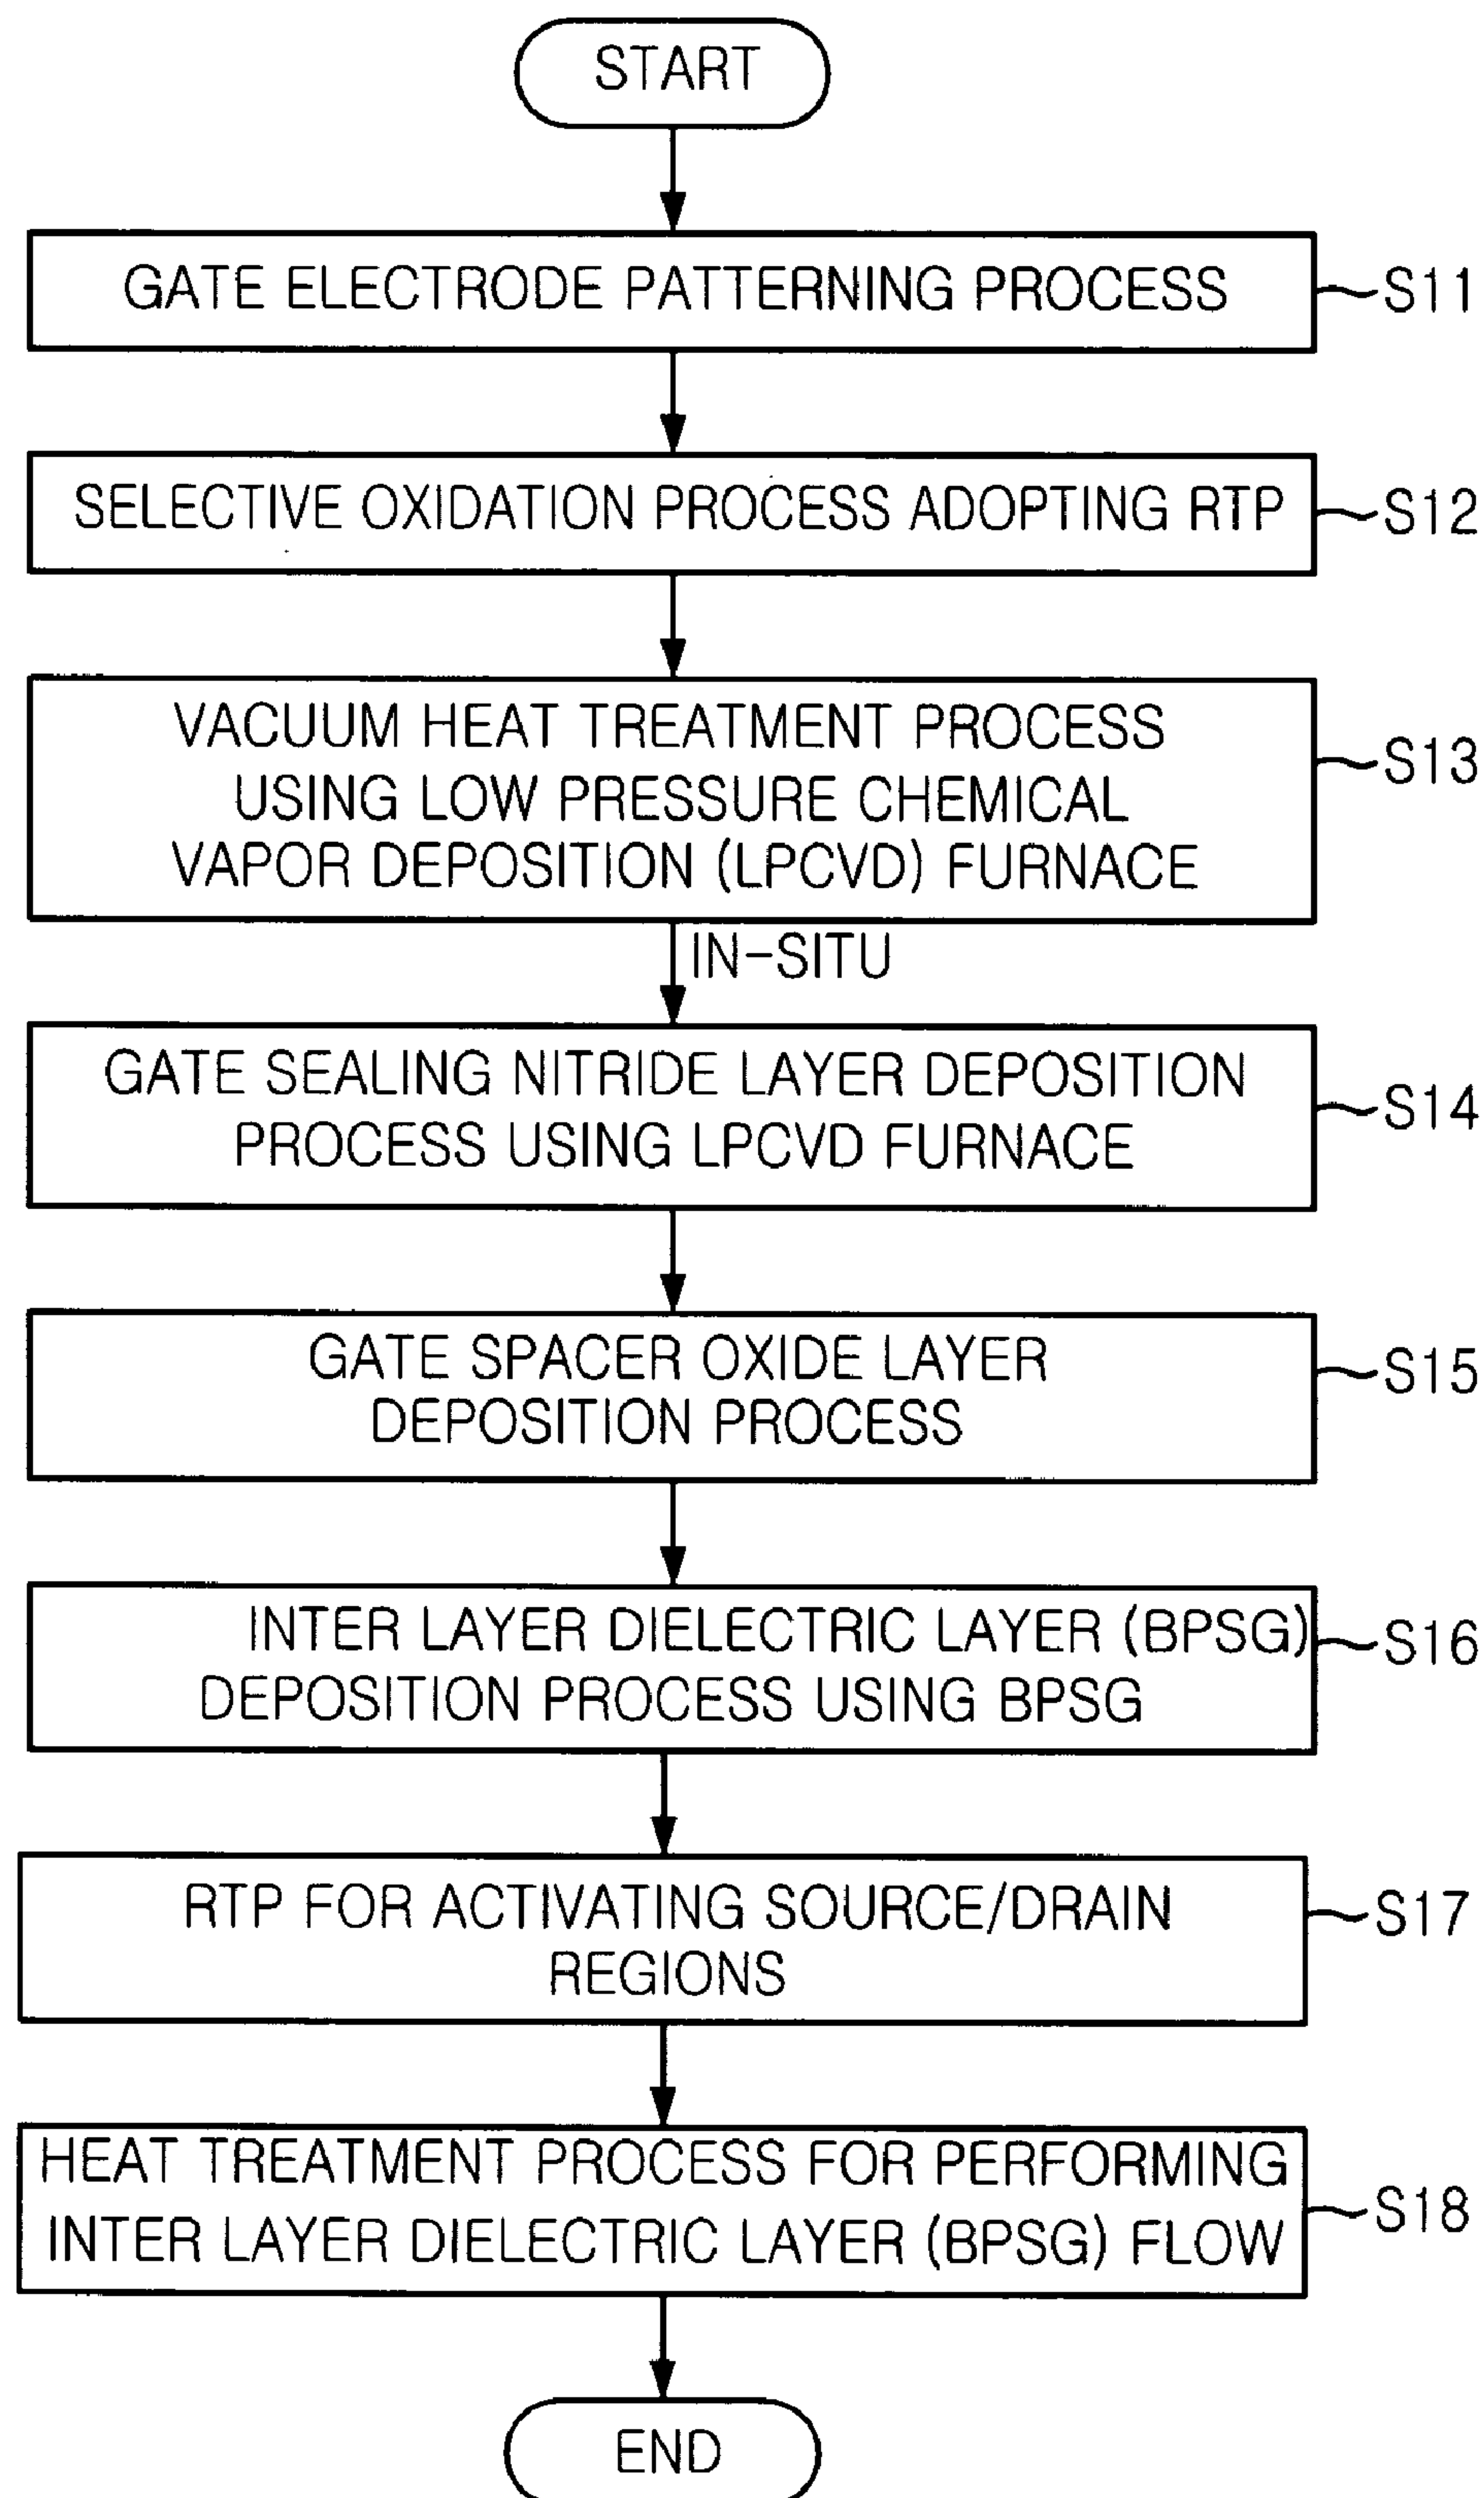 START
GATE ELECTRODE PATTERNING PROCESS
S11
SELECTIVE OXIDATION PROCESS ADOPTING RTP
S12
VACUUM HEAT TREATMENT PROCESS
USING LOW PRESSURE CHEMICAL
VAPOR DEPOSITION (LPCVD) FURNACE
S13
IN-SITU
GATE SEALING NITRIDE LAYER DEPOSITION
PROCESS USING LPCVD FURNACE
S14
GATE SPACER OXIDE LAYER
DEPOSITION PROCESS
S15
INTER LAYER DIELECTRIC LAYER (BPSG)
DEPOSITION PROCESS USING BPSG
S16
RTP FOR ACTIVATING SOURCE/DRAIN
REGIONS
S17
HEAT TREATMENT PROCESS FOR PERFORMING
INTER LAYER DIELECTRIC LAYER (BPSG) FLOW
S18
END